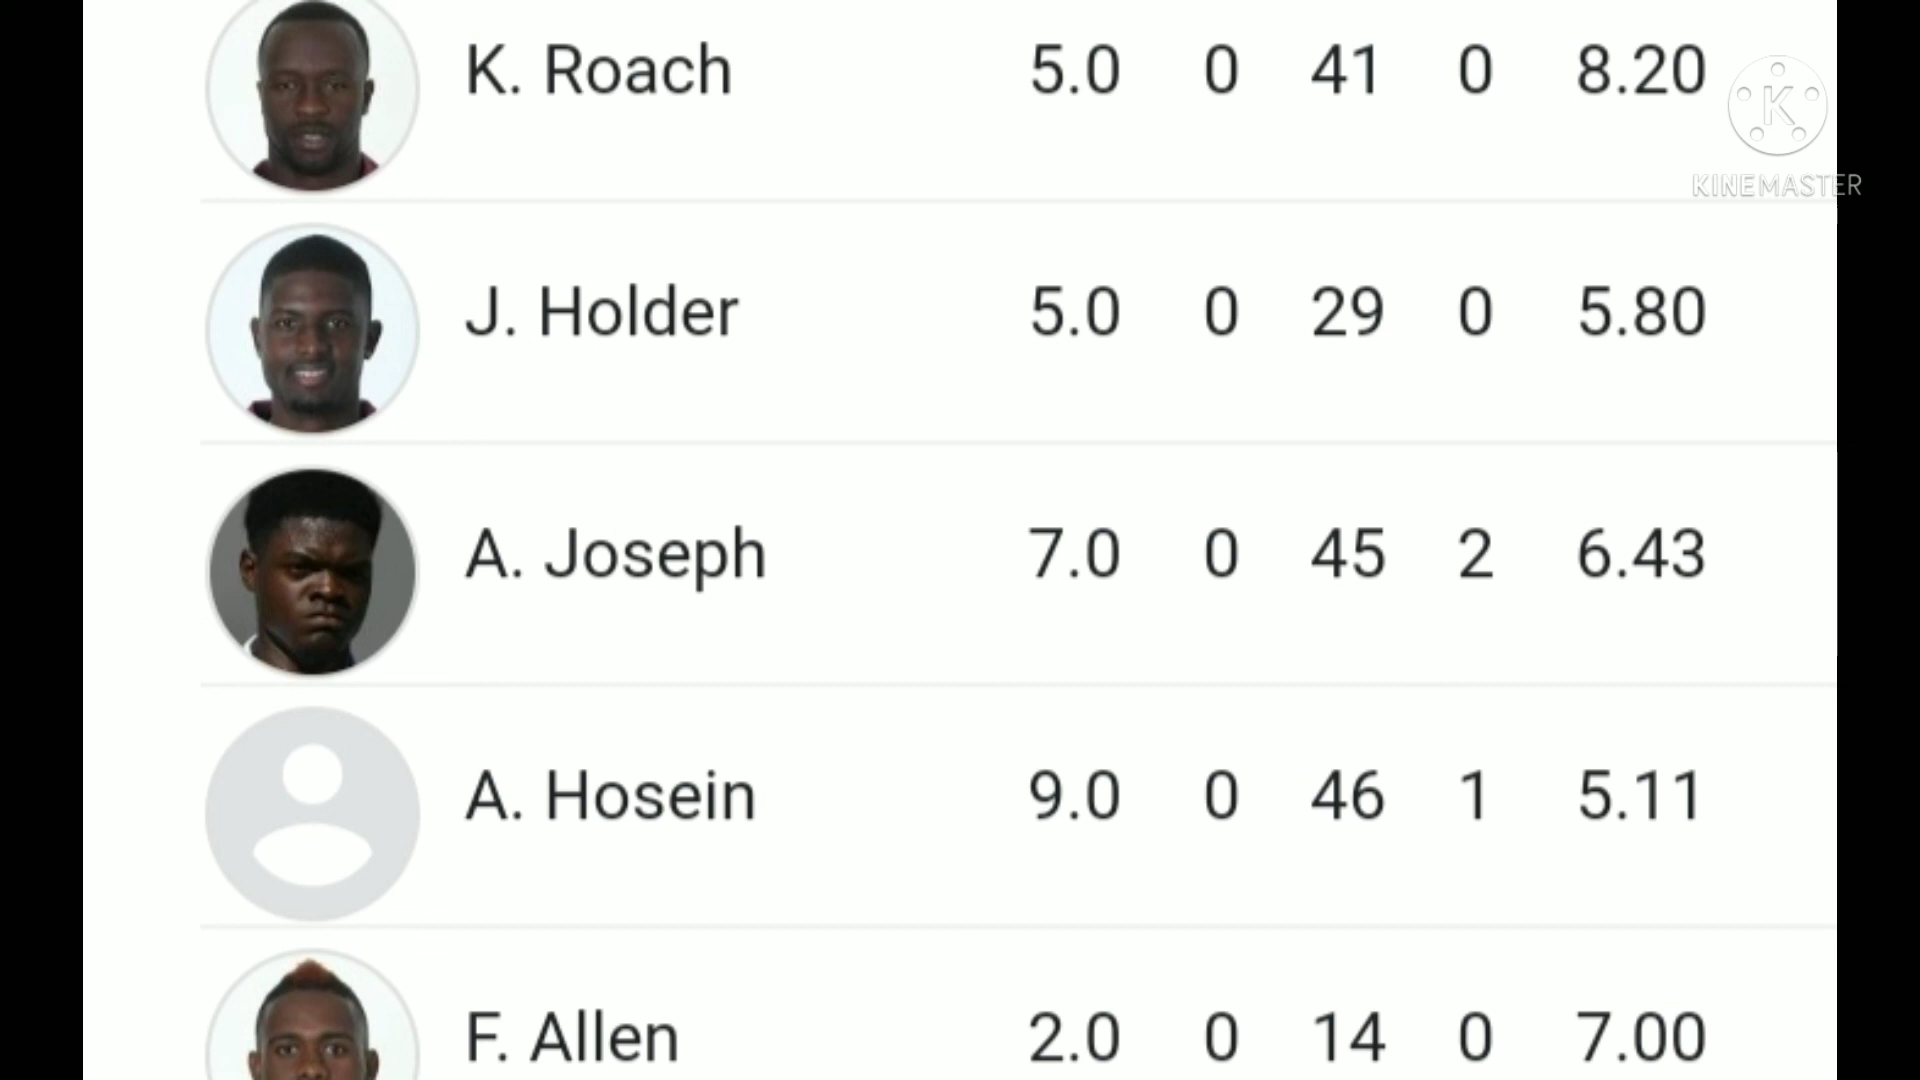 K. Roach 5.0 0 41 0 8.20
K
KINEMASTER
J. Holder 5.0 0 29 0 5.80
A. Joseph 7.0 0 45 2 6.43
A. Hosein 9.0 0 46 1 5.11
F. Allen 2.0 0 14 0 7.00